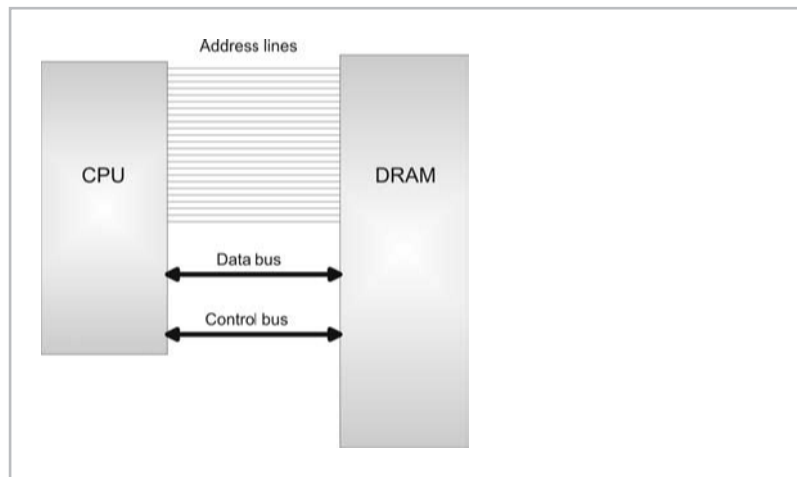 Address lines
CPU
DRAM
Data bus
Control bus